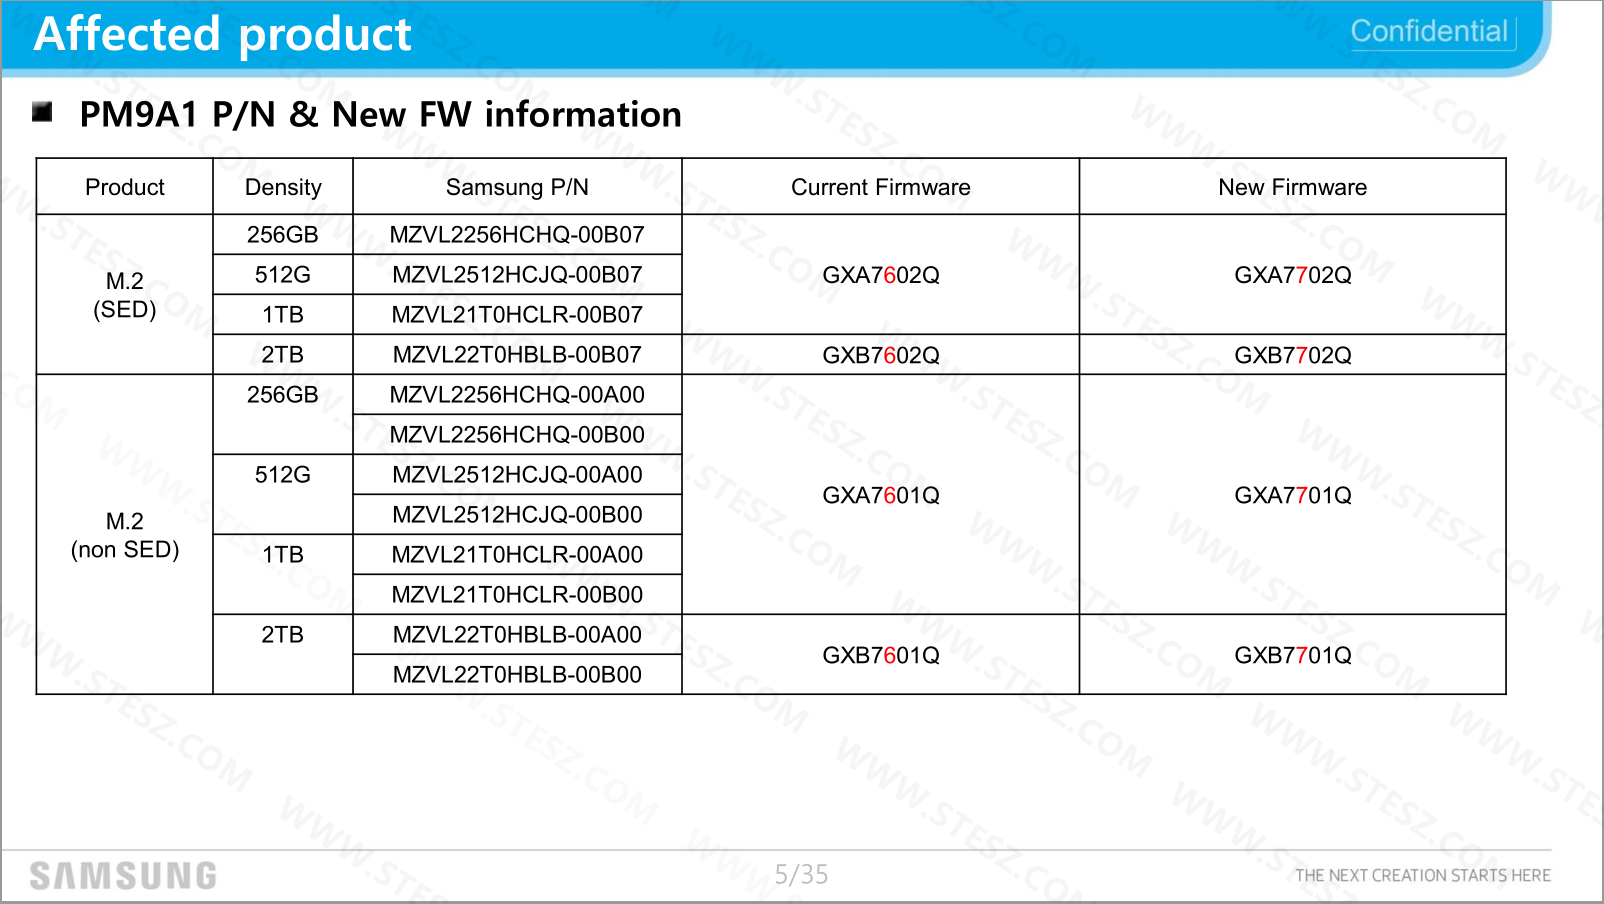 Affected product
Confidential
PM9A1 P/N & New FW information
Product Density Samsung P/N Current Firmware New Firmware
M.2
(SED)
256GB MZVL2256HCHQ-00B07
512G MZVL2512HCJQ-00B07
1TB MZVL21T0HCLR-00B07
GXA7602Q GXA7702Q
2TB MZVL22T0HBLB-00B07 GXB7602Q GXB7702Q
M.2
(non SED)
256GB MZVL2256HCHQ-00A00
MZVL2256HCHQ-00B00
512G MZVL2512HCJQ-00A00
MZVL2512HCJQ-00B00
1TB MZVL21T0HCLR-00A00
MZVL21T0HCLR-00B00
GXA7601Q GXA7701Q
2TB MZVL22T0HBLB-00A00
MZVL22T0HBLB-00B00
GXB7601Q GXB7701Q
SAMSUNG
5/35
THE NEXT CREATION STARTS HERE
WWW.STESZ.COM